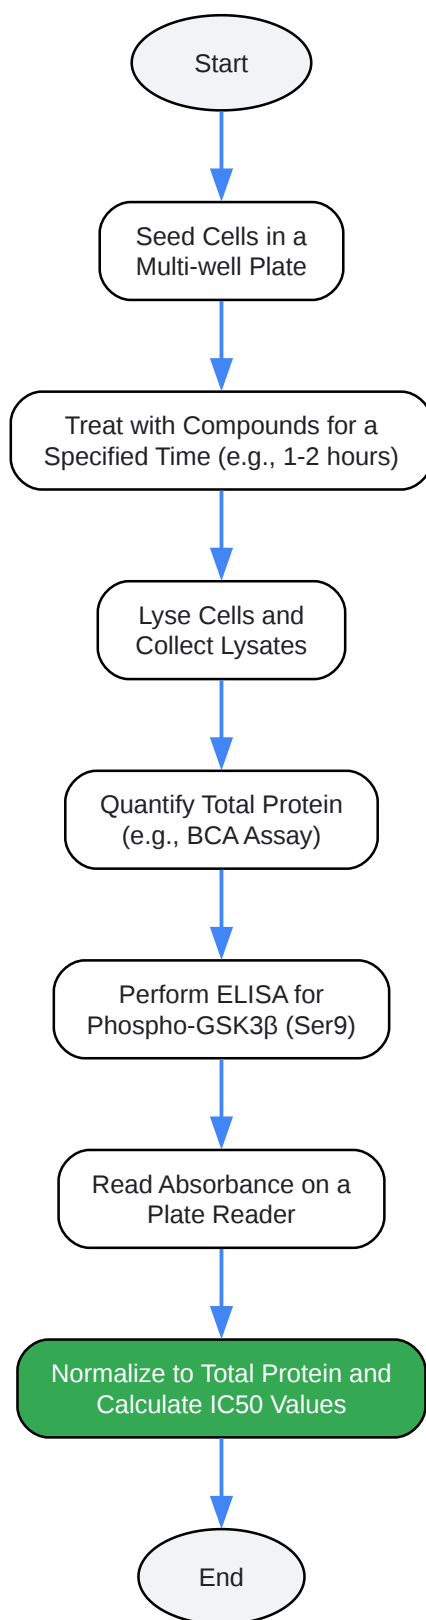 Start
Seed Cells in a
Multi-well Plate
Treat with Compounds for a
Specified Time (e.g., 1-2 hours)
Lyse Cells and
Collect Lysates
Quantify Total Protein
(e.g., BCA Assay)
Perform ELISA for
Phospho-GSK3β (Ser9)
Read Absorbance on a
Plate Reader
Normalize to Total Protein and
Calculate IC50 Values
End